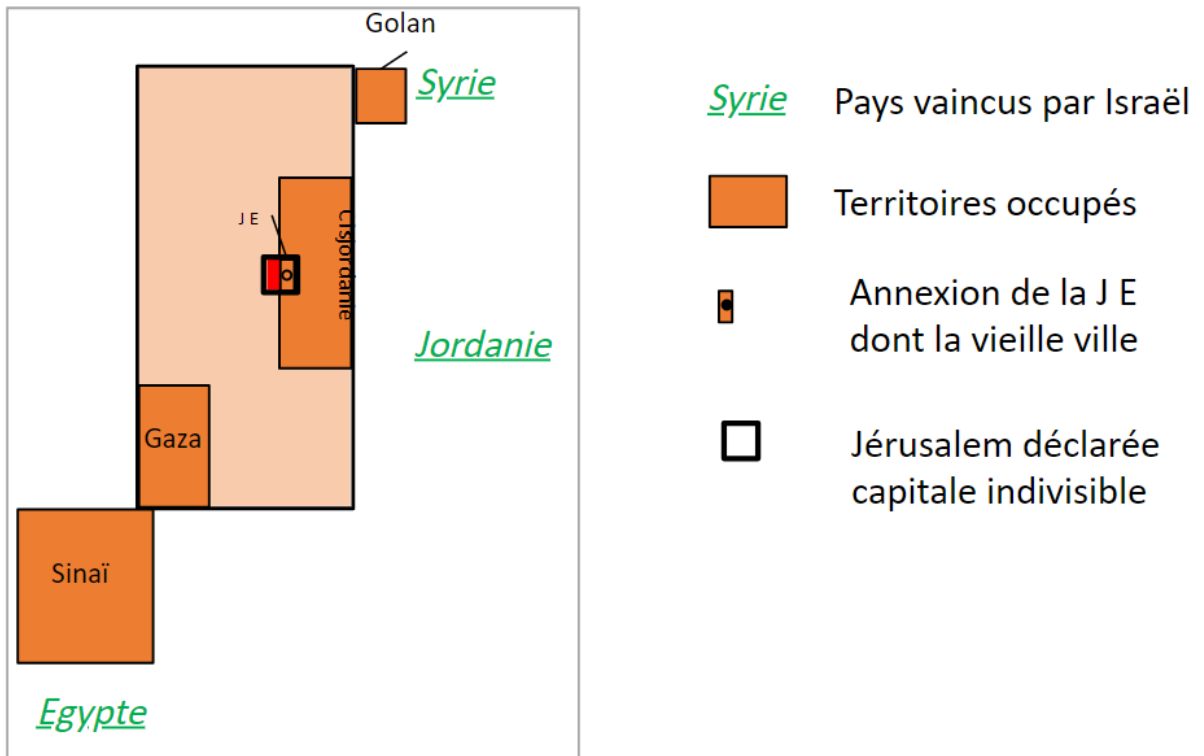 Golan
Syrie
J E
Cisjordanie
Jordanie
Gaza
Sinaï
Egypte
Syrie Pays vaincus par Israël
Territoires occupés
Annexion de la J E
dont la vieille ville
Jérusalem déclarée
capitale indivisible